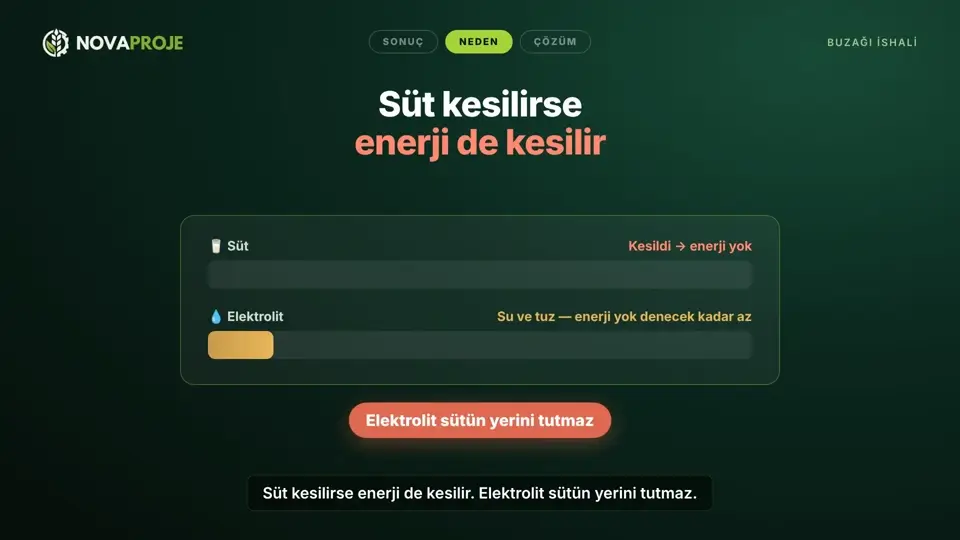 NOVAPROJE
SONUÇ
NEDEN
ÇÖZÜM
BUZAĞI İSHALİ
Süt kesilirse
enerji de kesilir
Süt
Kesildi → enerji yok
Elektrolit
Su ve tuz — enerji yok denecek kadar az
Elektrolit sütün yerini tutmaz
Süt kesilirse enerji de kesilir. Elektrolit sütün yerini tutmaz.